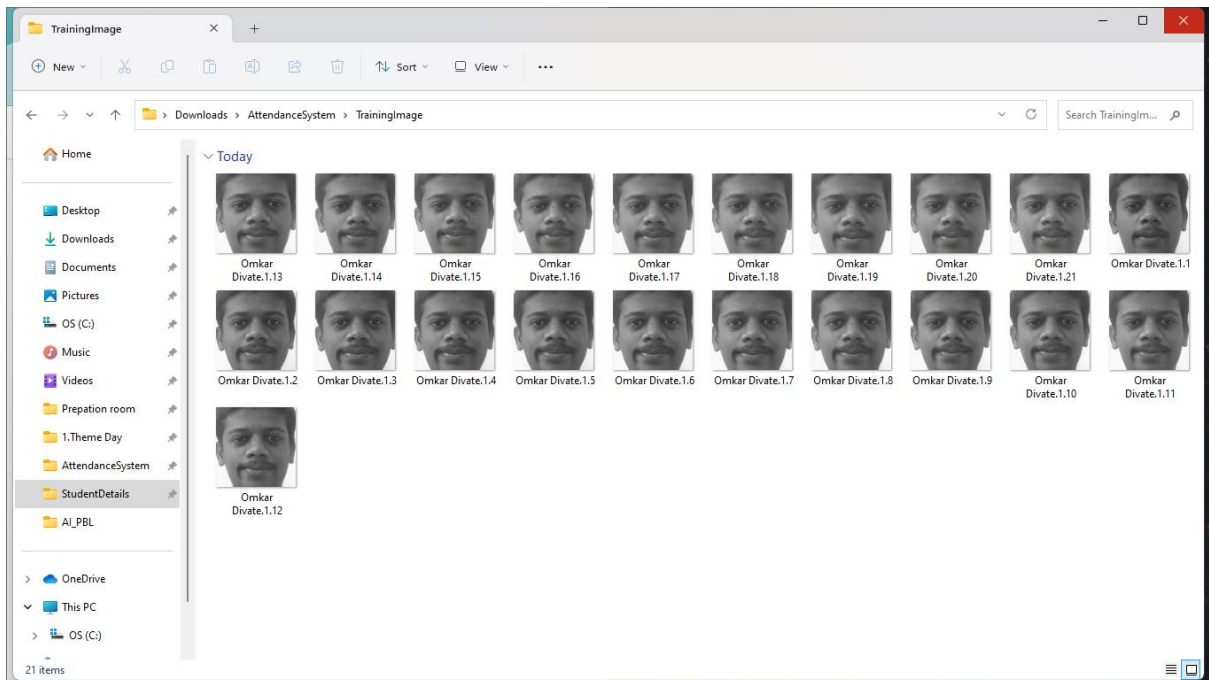 TrainingImage
New
Sort
View
Downloads > AttendanceSystem > TrainingImage
Search TrainingIm...
Home
Desktop
Downloads
Documents
Pictures
OS (C:)
Music
Videos
Prepation room
1.Theme Day
AttendanceSystem
StudentDetails
AI_PBL
OneDrive
This PC
OS (C:)
Today
Omkar
Divate.1.13
Omkar
Divate.1.14
Omkar
Divate.1.15
Omkar
Divate.1.16
Omkar
Divate.1.17
Omkar
Divate.1.18
Omkar
Divate.1.19
Omkar
Divate.1.20
Omkar
Divate.1.21
Omkar Divate.1.1
Omkar Divate.1.2
Omkar Divate.1.3
Omkar Divate.1.4
Omkar Divate.1.5
Omkar Divate.1.6
Omkar Divate.1.7
Omkar Divate.1.8
Omkar Divate.1.9
Omkar
Divate.1.10
Omkar
Divate.1.11
Omkar
Divate.1.12
21 items